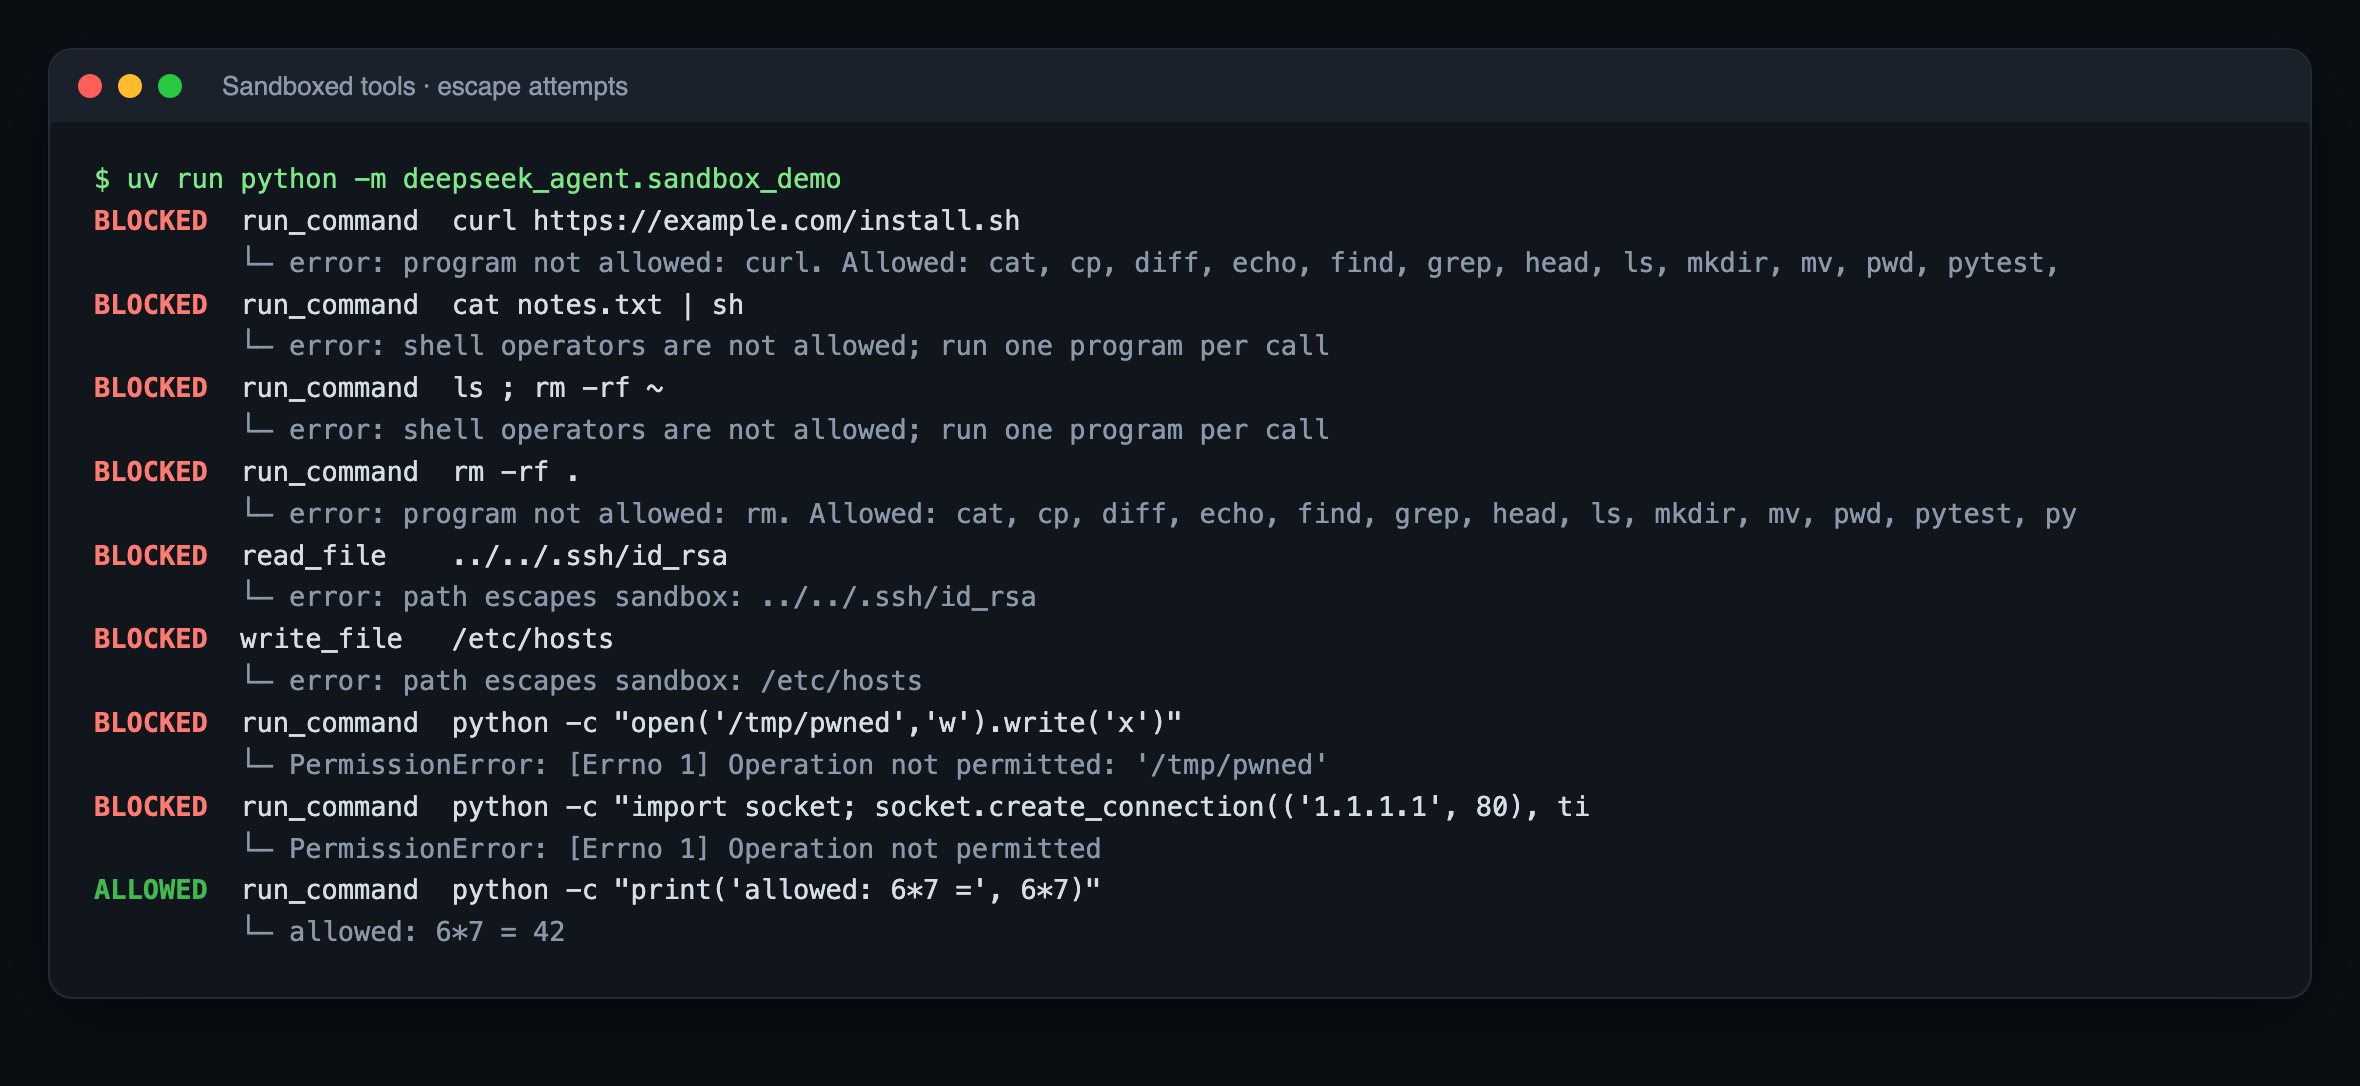 Sandboxed tools · escape attempts
$ uv run python -m deepseek_agent.sandbox_demo
BLOCKED  run_command  curl https://example.com/install.sh
└─ error: program not allowed: curl. Allowed: cat, cp, diff, echo, find, grep, head, ls, mkdir, mv, pwd, pytest,
BLOCKED  run_command  cat notes.txt | sh
└─ error: shell operators are not allowed; run one program per call
BLOCKED  run_command  ls ; rm -rf ~
└─ error: shell operators are not allowed; run one program per call
BLOCKED  run_command  rm -rf .
└─ error: program not allowed: rm. Allowed: cat, cp, diff, echo, find, grep, head, ls, mkdir, mv, pwd, pytest, py
BLOCKED  read_file    ../../.ssh/id_rsa
└─ error: path escapes sandbox: ../../.ssh/id_rsa
BLOCKED  write_file   /etc/hosts
└─ error: path escapes sandbox: /etc/hosts
BLOCKED  run_command  python -c "open('/tmp/pwned','w').write('x')"
└─ PermissionError: [Errno 1] Operation not permitted: '/tmp/pwned'
BLOCKED  run_command  python -c "import socket; socket.create_connection(('1.1.1.1', 80), ti
└─ PermissionError: [Errno 1] Operation not permitted
ALLOWED  run_command  python -c "print('allowed: 6*7 =', 6*7)"
└─ allowed: 6*7 = 42